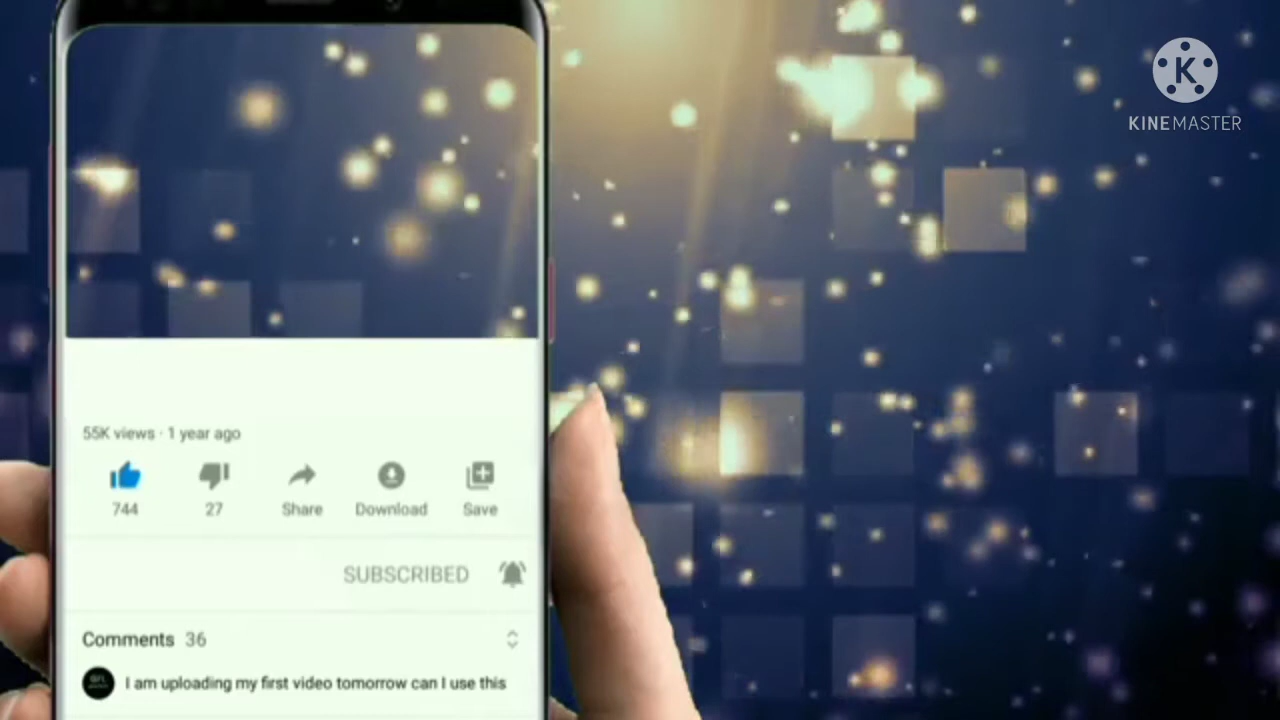 KINEMASTER
55K views · 1 year ago
744 27 Share Download Save
SUBSCRIBED
Comments 36
I am uploading my first video tomorrow can I use this